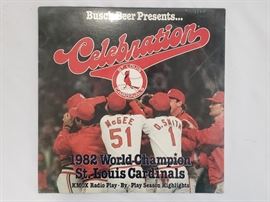 Busch Beer Presents...
Celebration
McGEE
51
O.SMITH
1
1982 World Champion
St. Louis Cardinals
KMOX Radio Play-By-Play Season Highlights